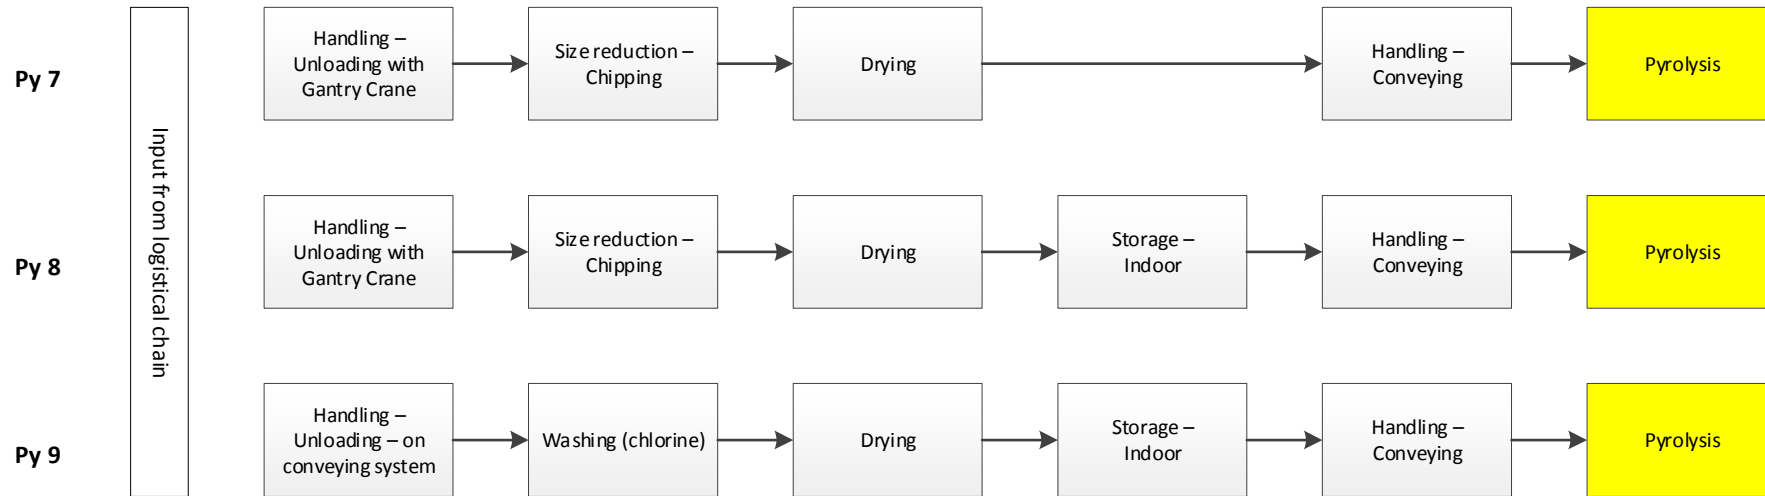 Py 7
Input from logistical chain
Handling –
Unloading with
Gantry Crane
Size reduction –
Chipping
Drying
Handling –
Conveying
Pyrolysis
Py 8
Handling –
Unloading with
Gantry Crane
Size reduction –
Chipping
Drying
Storage –
Indoor
Handling –
Conveying
Pyrolysis
Py 9
Handling –
Unloading – on
conveying system
Washing (chlorine)
Drying
Storage –
Indoor
Handling –
Conveying
Pyrolysis